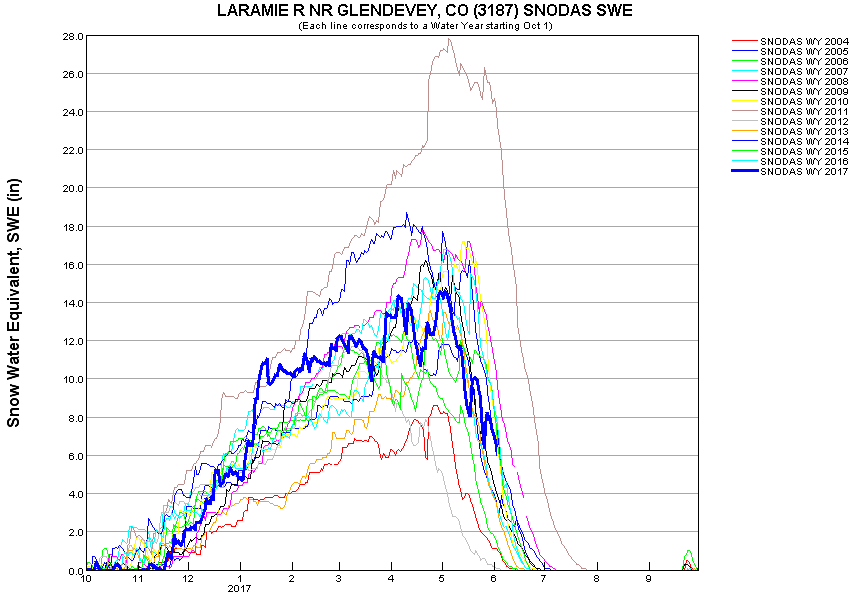 LARAMIE R NR GLENDEVEY, CO (3187) SNODAS SWE
(Each line corresponds to a Water Year starting Oct 1)
Snow Water Equivalent, SWE (in)
28.0
26.0
24.0
22.0
20.0
18.0
16.0
14.0
12.0
10.0
8.0
6.0
4.0
2.0
0.0
10 11 12 1 2 3 4 5 6 7 8 9
2017
SNODAS WY 2004
SNODAS WY 2005
SNODAS WY 2006
SNODAS WY 2007
SNODAS WY 2008
SNODAS WY 2009
SNODAS WY 2010
SNODAS WY 2011
SNODAS WY 2012
SNODAS WY 2013
SNODAS WY 2014
SNODAS WY 2015
SNODAS WY 2016
SNODAS WY 2017